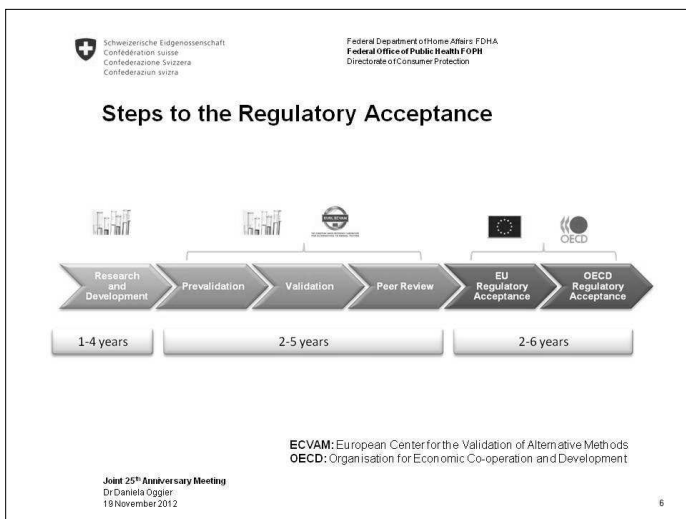 Schweizerische Eidgenossenschaft
Confédération suisse
Confederazione Svizzera
Confederaziun svizra
Federal Department of Home Affairs FDHA
Federal Office of Public Health FOPH
Directorate of Consumer Protection
Steps to the Regulatory Acceptance
OECD
Research
and
Development
Prevalidation
Validation
Peer Review
EU
Regulatory
Acceptance
OECD
Regulatory
Acceptance
1-4 years
2-5 years
2-6 years
ECVAM: European Center for the Validation of Alternative Methods
OECD: Organisation for Economic Co-operation and Development
Joint 25th Anniversary Meeting
Dr Daniela Oggier
19 November 2012
6